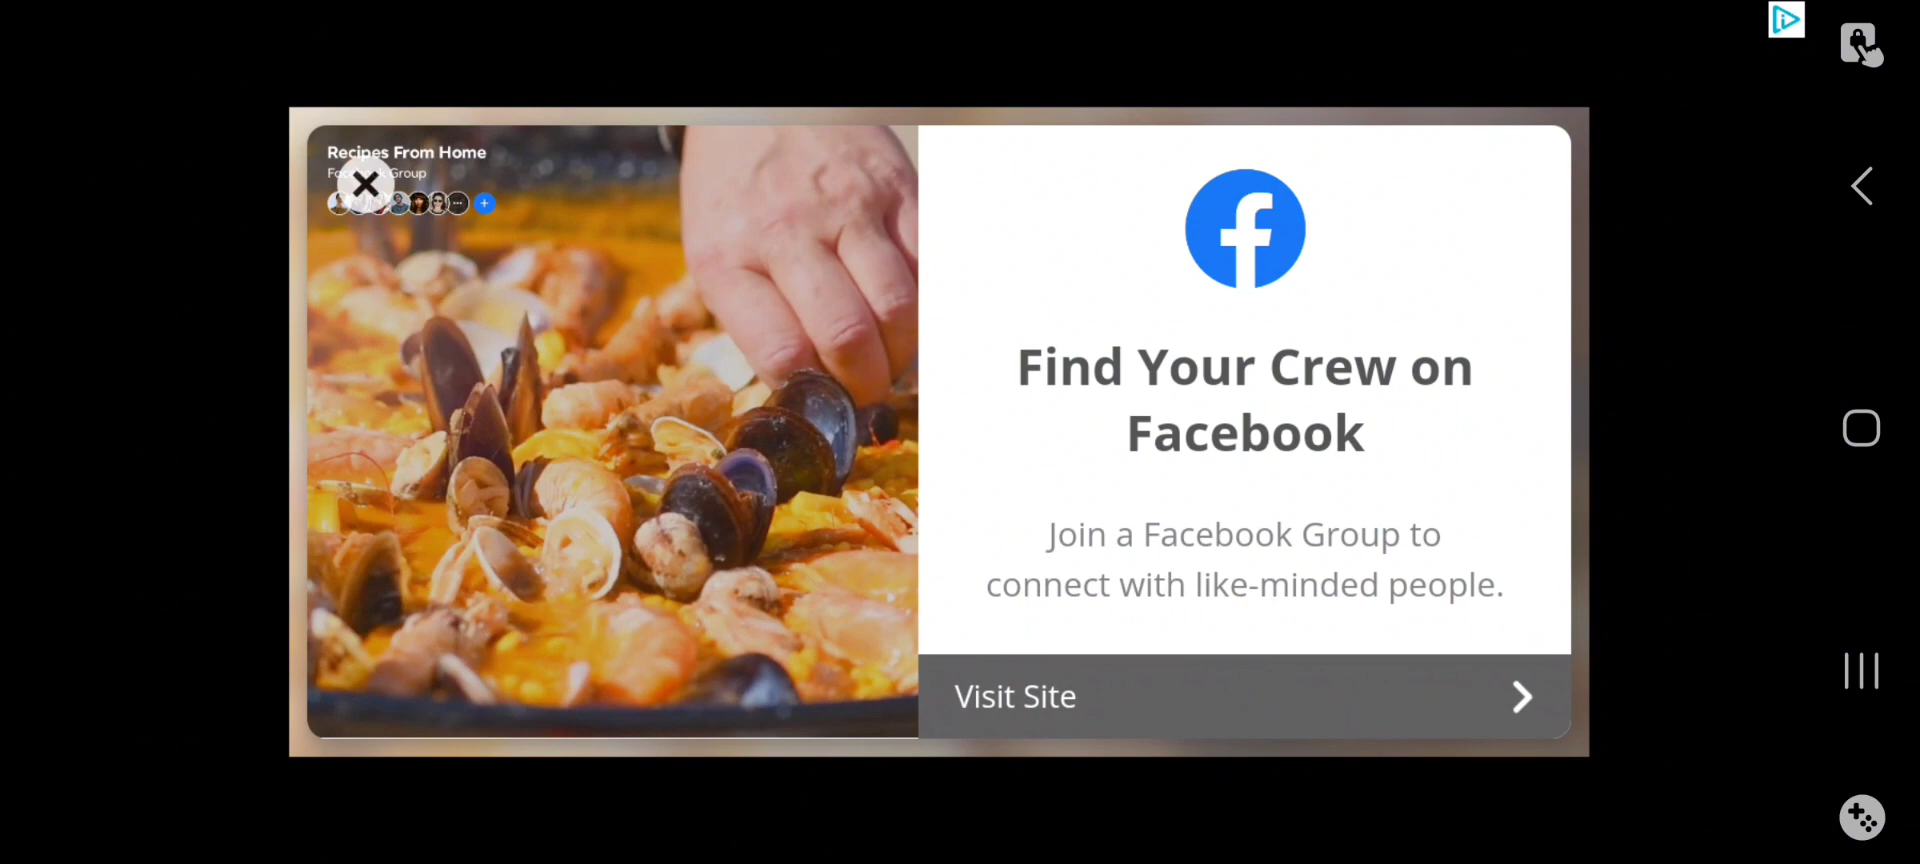 Recipes From Home
Group
Find Your Crew on
Facebook
Join a Facebook Group to
connect with like-minded people.
Visit Site